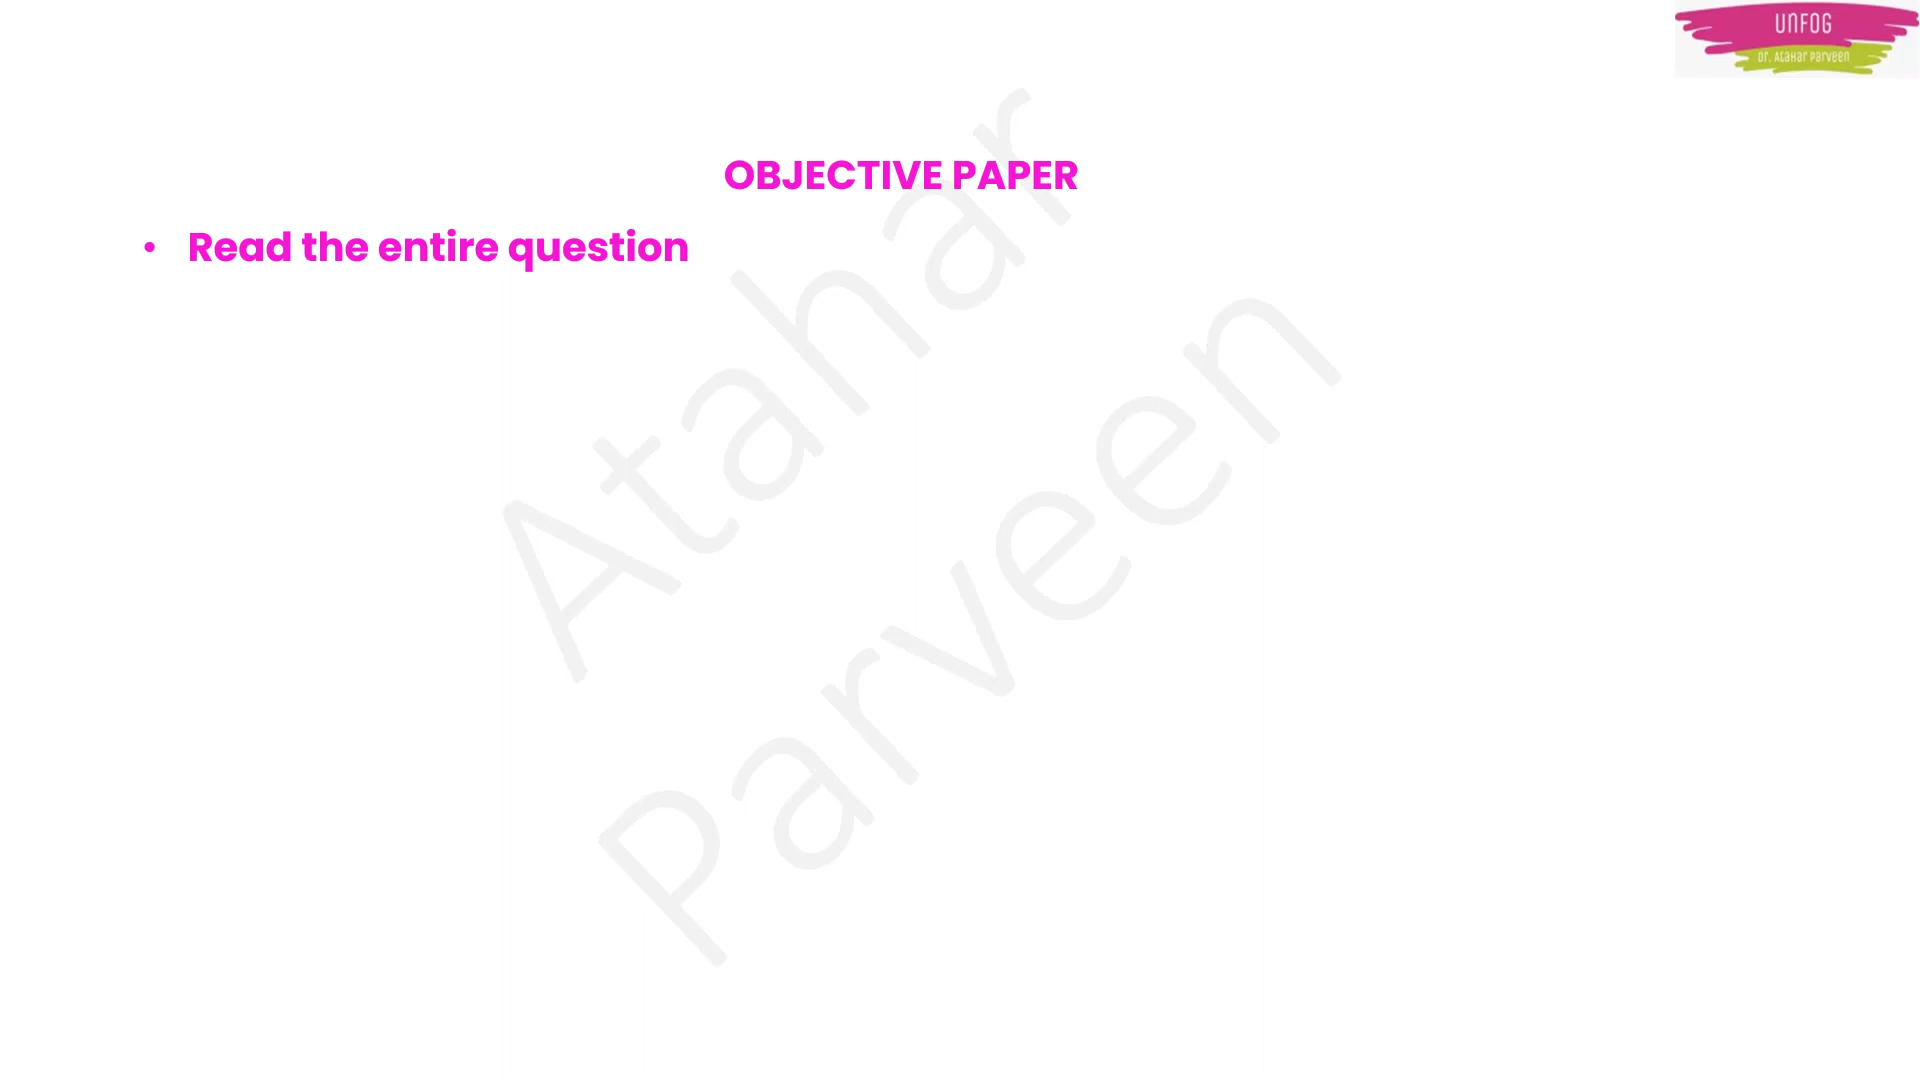 UNFOG
Dr. Atahar Parveen
OBJECTIVE PAPER
• Read the entire question
Atahar
Parveen